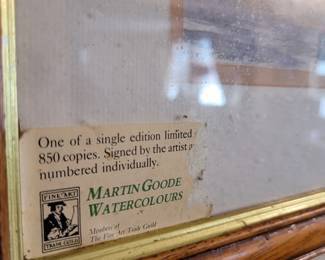 One of a single edition limited
850 copies. Signed by the artist a
numbered individually.
FINE ART
TRADE GUILD
MARTIN GOODE
WATERCOLOURS
Members of
The Fine Art Trade Guild